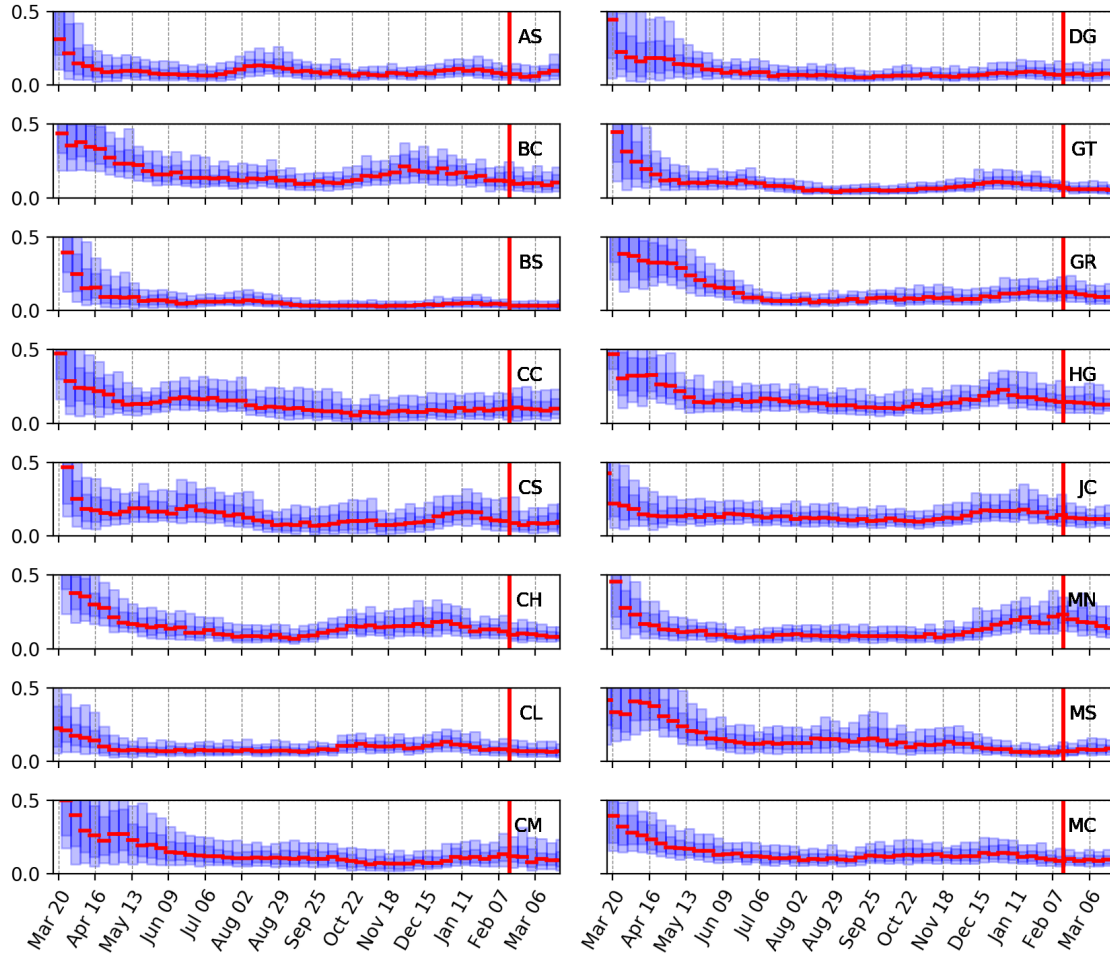 0.5
0.0
AS
DG
0.5
0.0
BC
GT
0.5
0.0
BS
GR
0.5
0.0
CC
HG
0.5
0.0
CS
JC
0.5
0.0
CH
MN
0.5
0.0
CL
MS
0.5
0.0
CM
MC
Mar 20 Apr 16 May 13 Jun 09 Jul 06 Aug 02 Aug 29 Sep 25 Oct 22 Nov 18 Dec 15 Jan 11 Feb 07 Mar 06
Mar 20 Apr 16 May 13 Jun 09 Jul 06 Aug 02 Aug 29 Sep 25 Oct 22 Nov 18 Dec 15 Jan 11 Feb 07 Mar 06